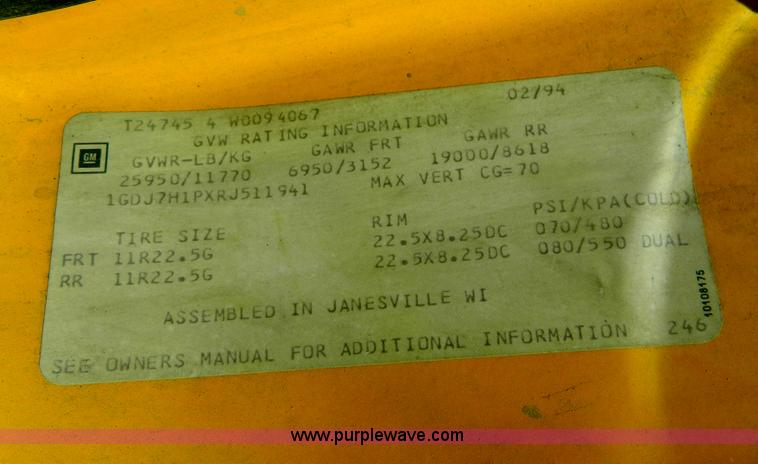 T24745 4 W0094067 02/94
GVW RATING INFORMATION
GM
GVWR-LB/KG GAWR FRT GAWR RR
25950/11770 6950/3152 19000/8618
1GDJ7H1PXRJ511941 MAX VERT CG=70
TIRE SIZE RIM PSI/KPA(COLD)
FRT 11R22.5G 22.5X8.25DC 070/480
RR 11R22.5G 22.5X8.25DC 080/550 DUAL
ASSEMBLED IN JANESVILLE WI
10108175
SEE OWNERS MANUAL FOR ADDITIONAL INFORMATION 246
www.purplewave.com